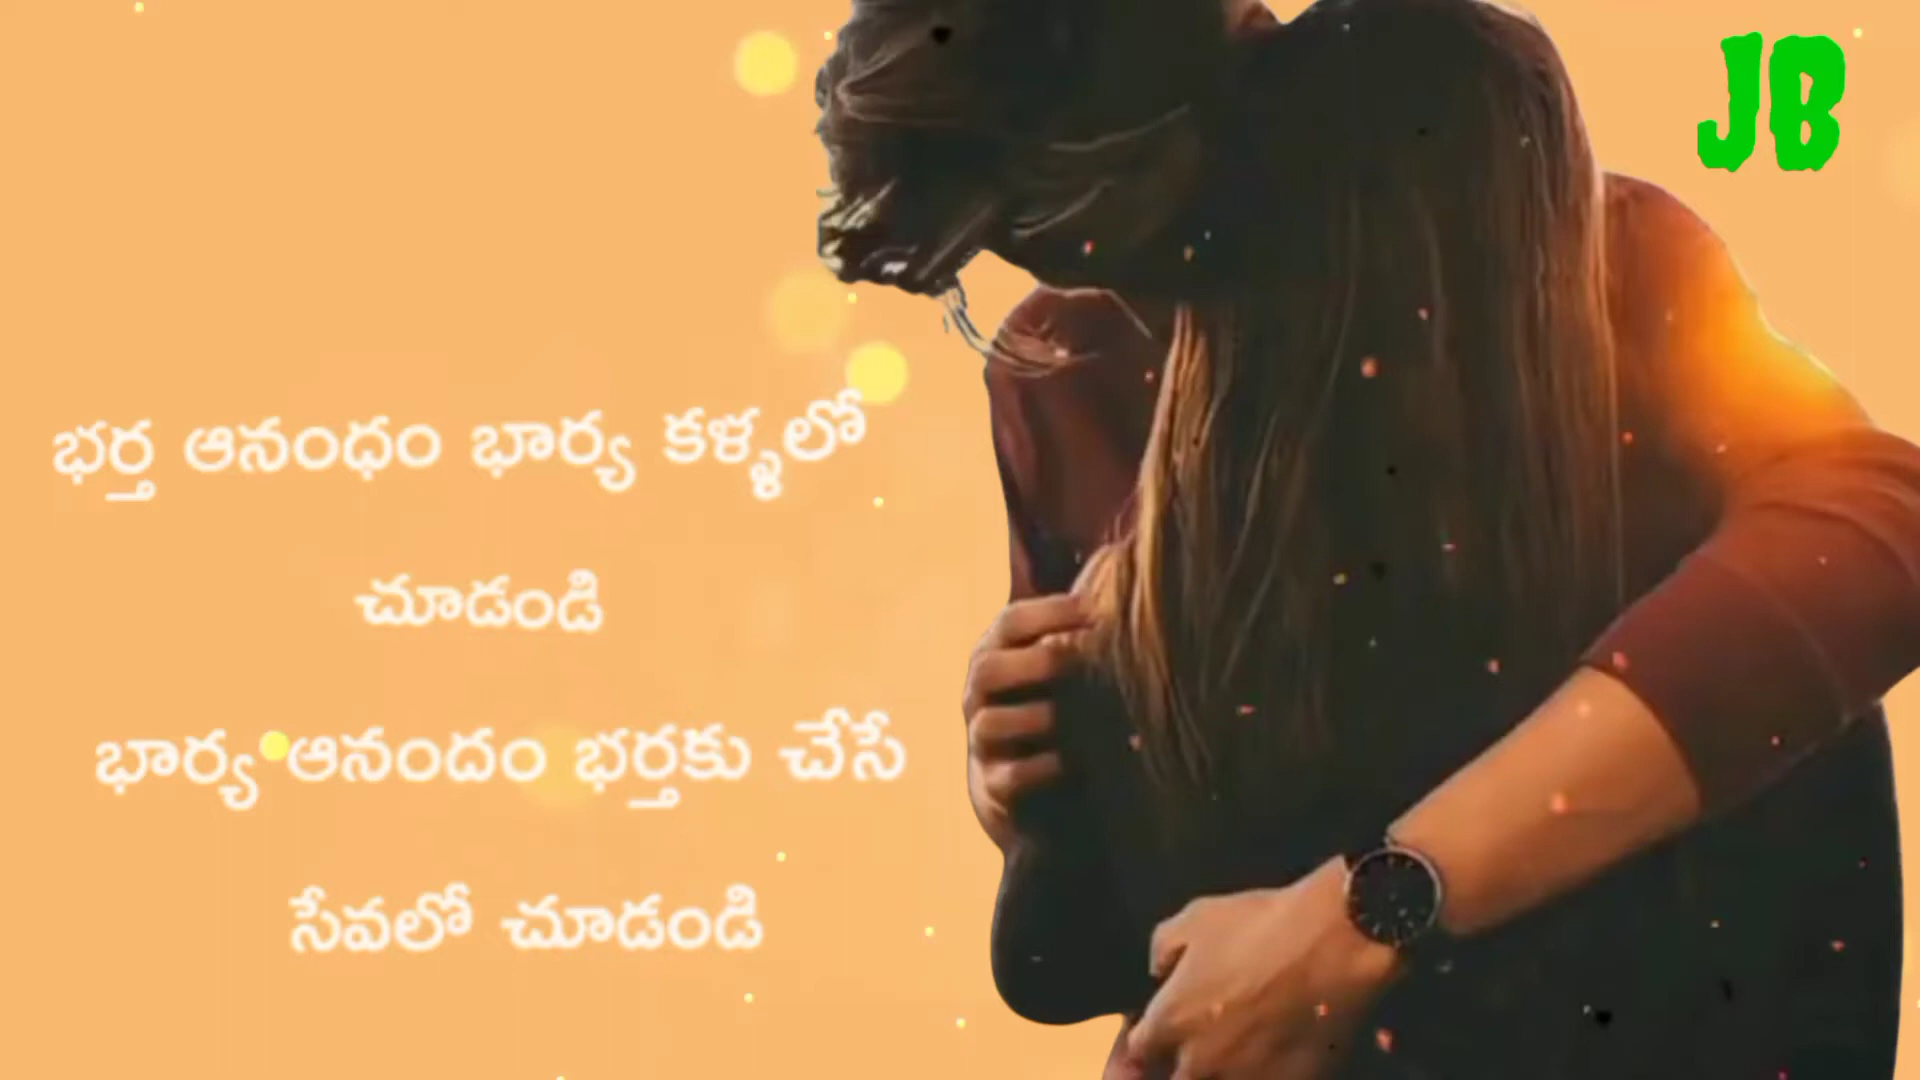 JB
భర్త ఆనంధం భార్య కళ్ళలో
చూడండి
భార్య ఆనందం భర్తకు చేసే
సేవలో చూడండి